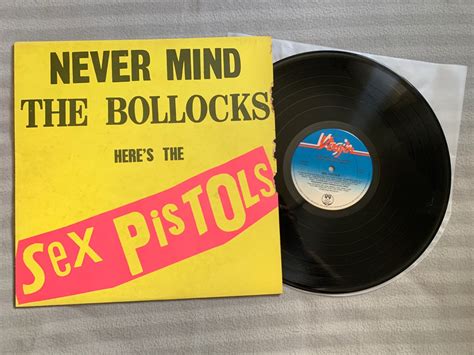 NEVER MIND
THE BOLLOCKS
HERE'S THE
Sex PiSTOLS
Virgin